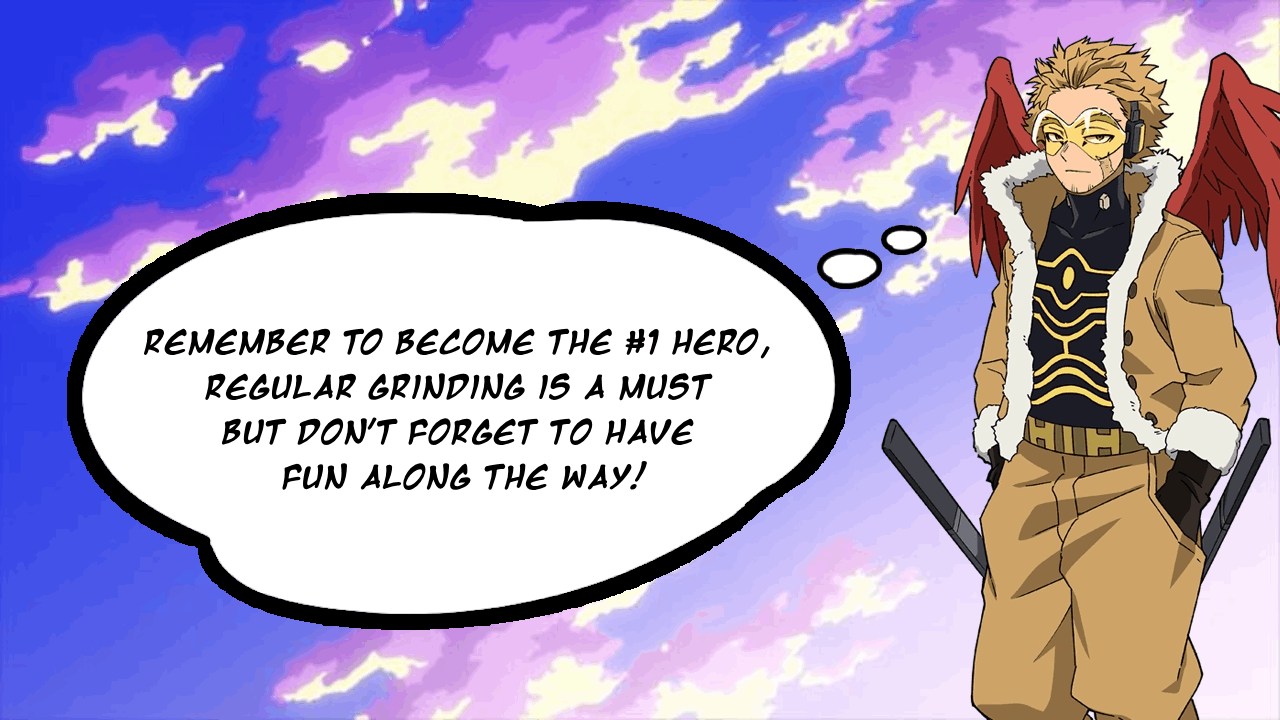 REMEMBER TO BECOME THE #1 HERO,
REGULAR GRINDING IS A MUST
BUT DON'T FORGET TO HAVE
FUN ALONG THE WAY!